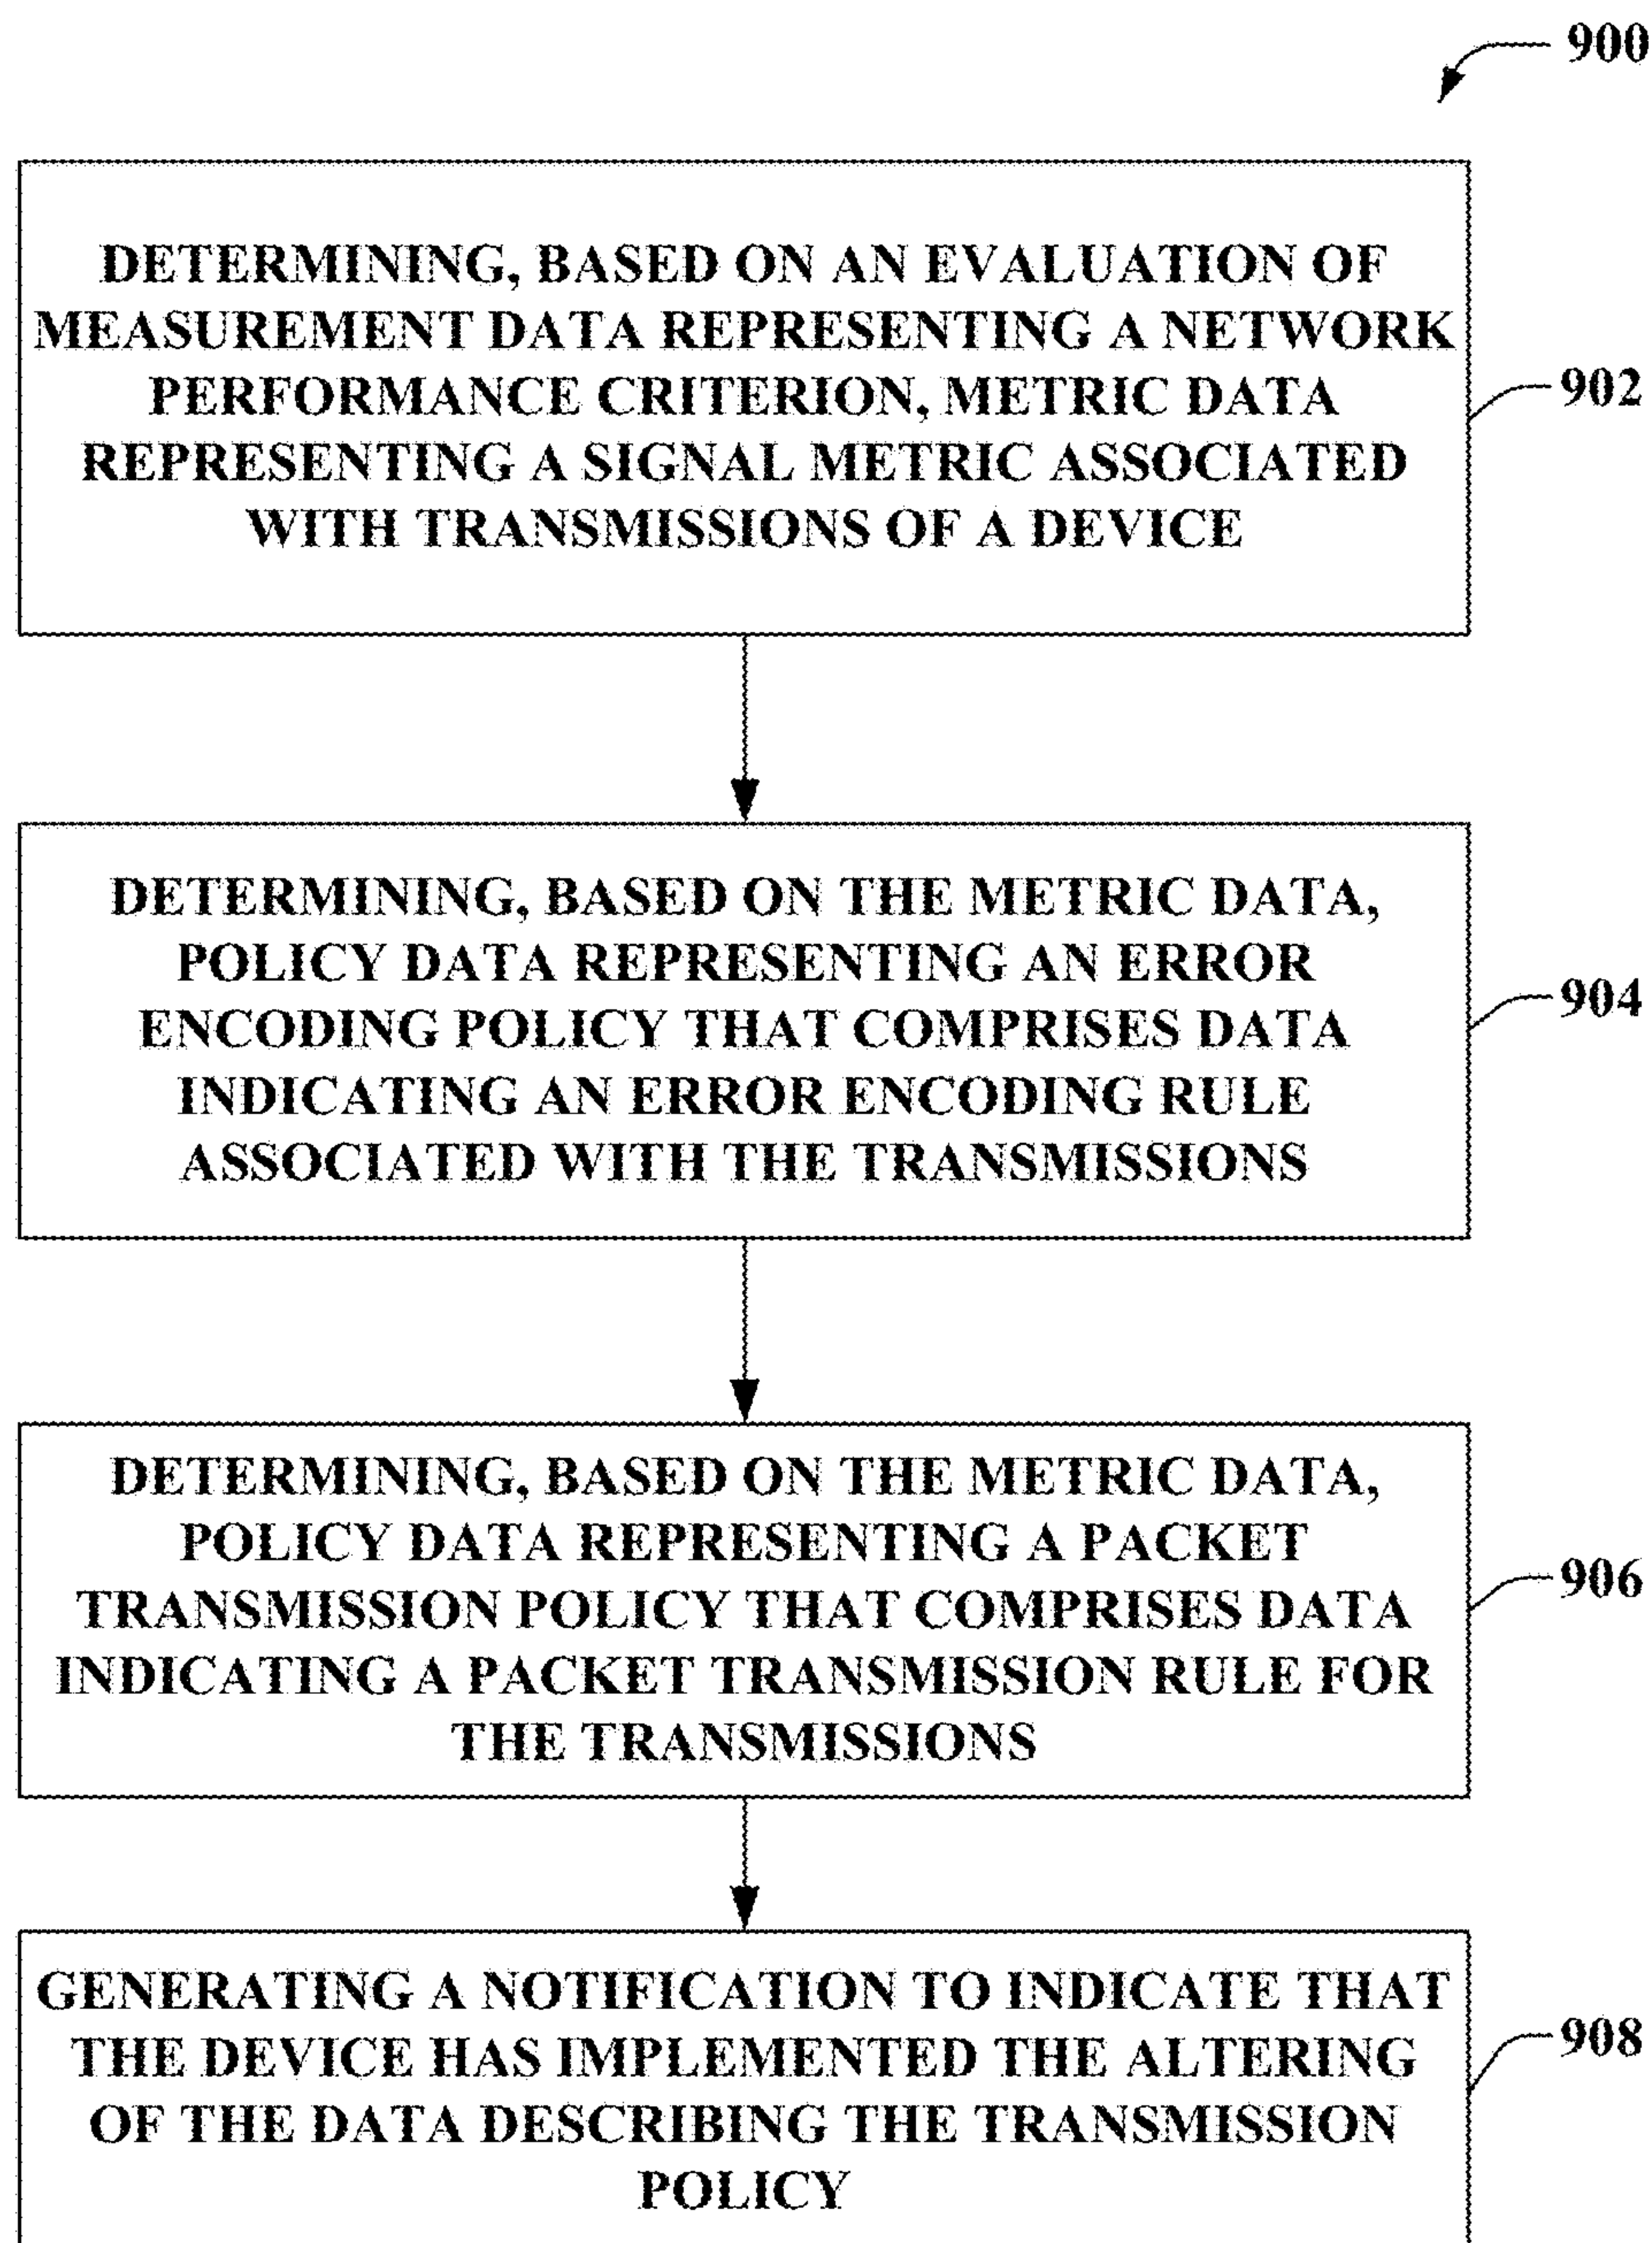 900
DETERMINING, BASED ON AN EVALUATION OF
MEASUREMENT DATA REPRESENTING A NETWORK
PERFORMANCE CRITERION, METRIC DATA
REPRESENTING A SIGNAL METRIC ASSOCIATED
WITH TRANSMISSIONS OF A DEVICE
902
DETERMINING, BASED ON THE METRIC DATA,
POLICY DATA REPRESENTING AN ERROR
ENCODING POLICY THAT COMPRISES DATA
INDICATING AN ERROR ENCODING RULE
ASSOCIATED WITH THE TRANSMISSIONS
904
DETERMINING, BASED ON THE METRIC DATA,
POLICY DATA REPRESENTING A PACKET
TRANSMISSION POLICY THAT COMPRISES DATA
INDICATING A PACKET TRANSMISSION RULE FOR
THE TRANSMISSIONS
906
GENERATING A NOTIFICATION TO INDICATE THAT
THE DEVICE HAS IMPLEMENTED THE ALTERING
OF THE DATA DESCRIBING THE TRANSMISSION
POLICY
908